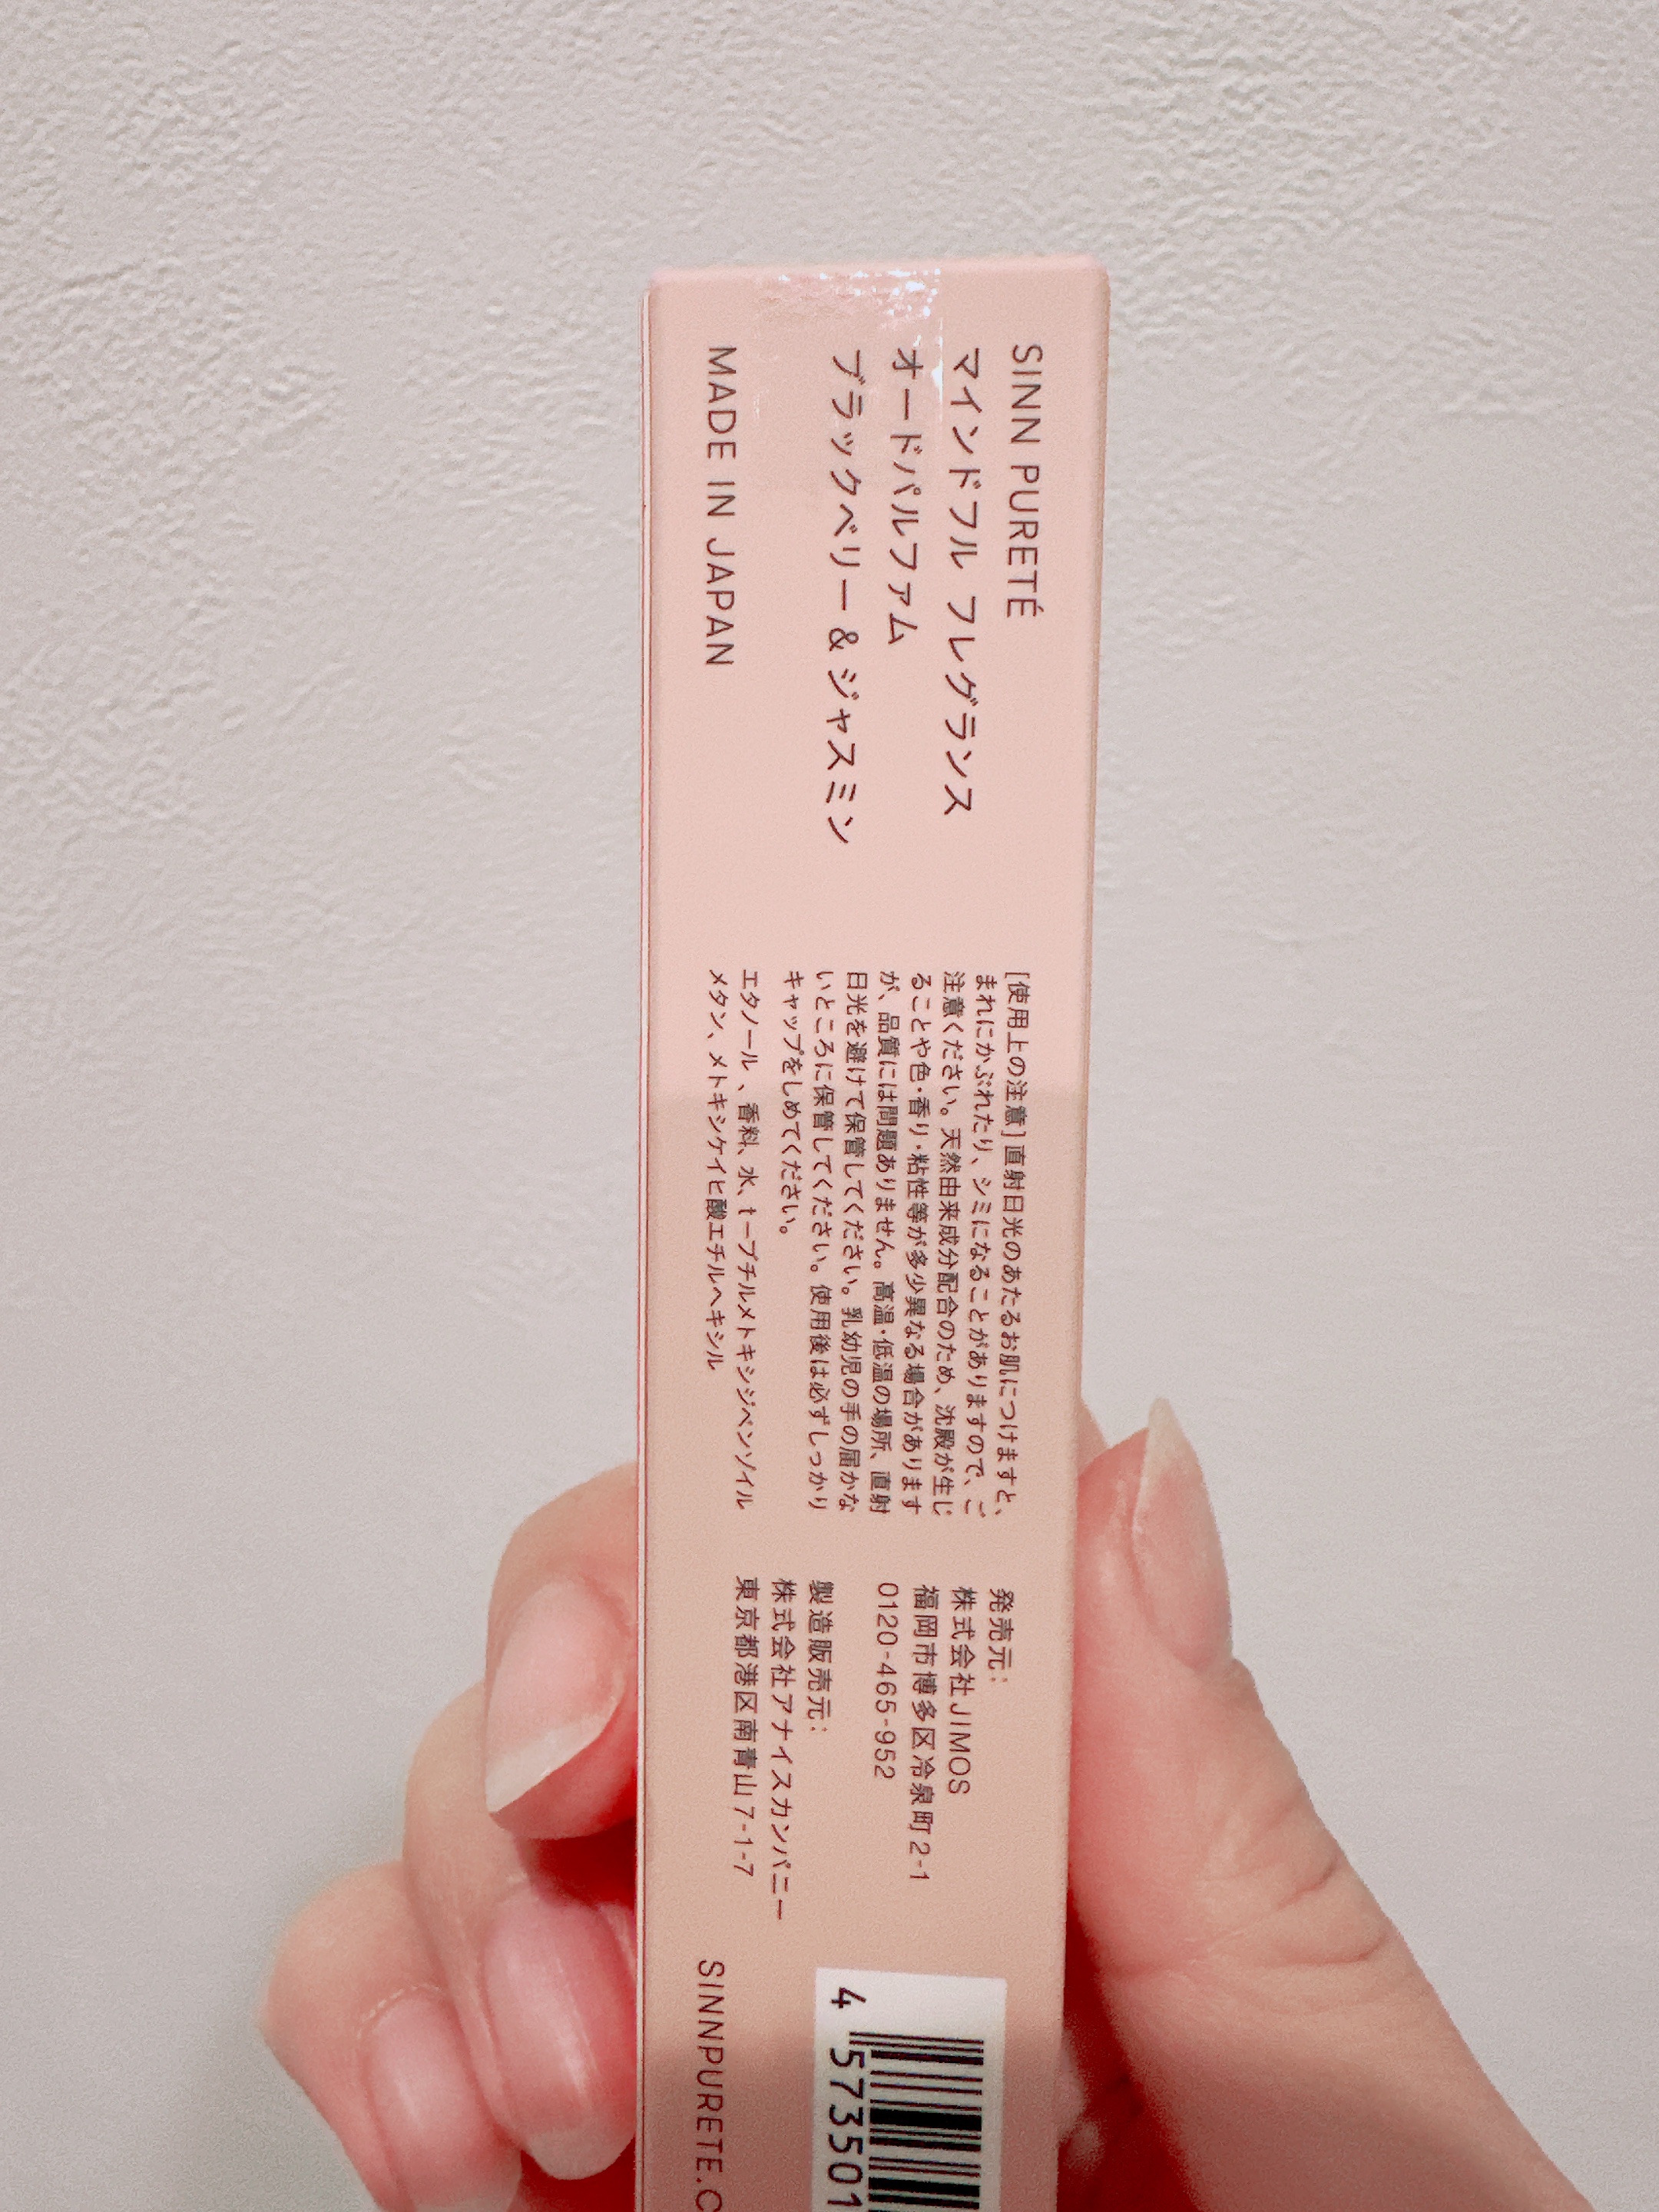 SINN PURETÉ
マインドフル フレグランス
オードパルファム
ブラックベリー & ジャスミン
MADE IN JAPAN
[使用上の注意]直射日光のあたるお肌につけますと、
まれにかぶれたり、シミになることがありますので、ご
注意ください。天然由来成分配合のため、沈殿が生じ
ることや色・香り・粘性等が多少異なる場合があります
が、品質には問題ありません。高温・低温の場所、直射
日光を避けて保管してください。乳幼児の手の届かな
いところに保管してください。使用後は必ずしっかり
キャップをしめてください。
エタノール、香料、水、t-ブチルメトキシジベンゾイル
メタン、メトキシケイヒ酸エチルヘキシル
発売元:
株式会社JIMOS
福岡市博多区冷泉町2-1
0120-465-952
製造販売元:
株式会社アナイスカンパニー
東京都港区南青山7-1-7
4 573501
SINNPURETE.C